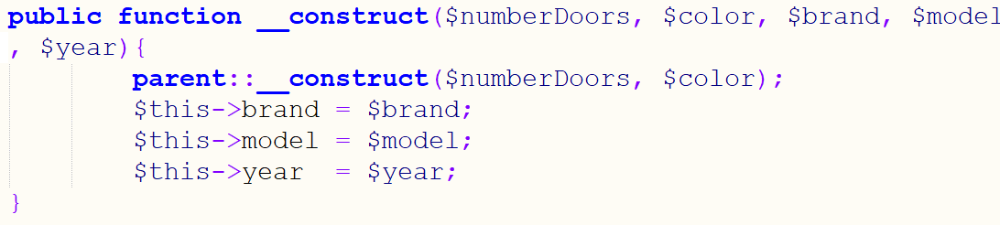 public function __construct($numberDoors, $color, $brand, $model
, $year){
parent::__construct($numberDoors, $color);
$this->brand = $brand;
$this->model = $model;
$this->year  = $year;
}